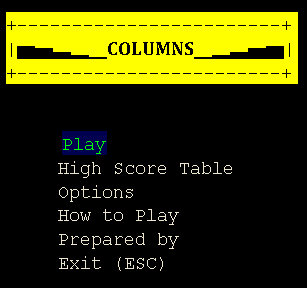 COLUMNS
Play
High Score Table
Options
How to Play
Prepared by
Exit (ESC)